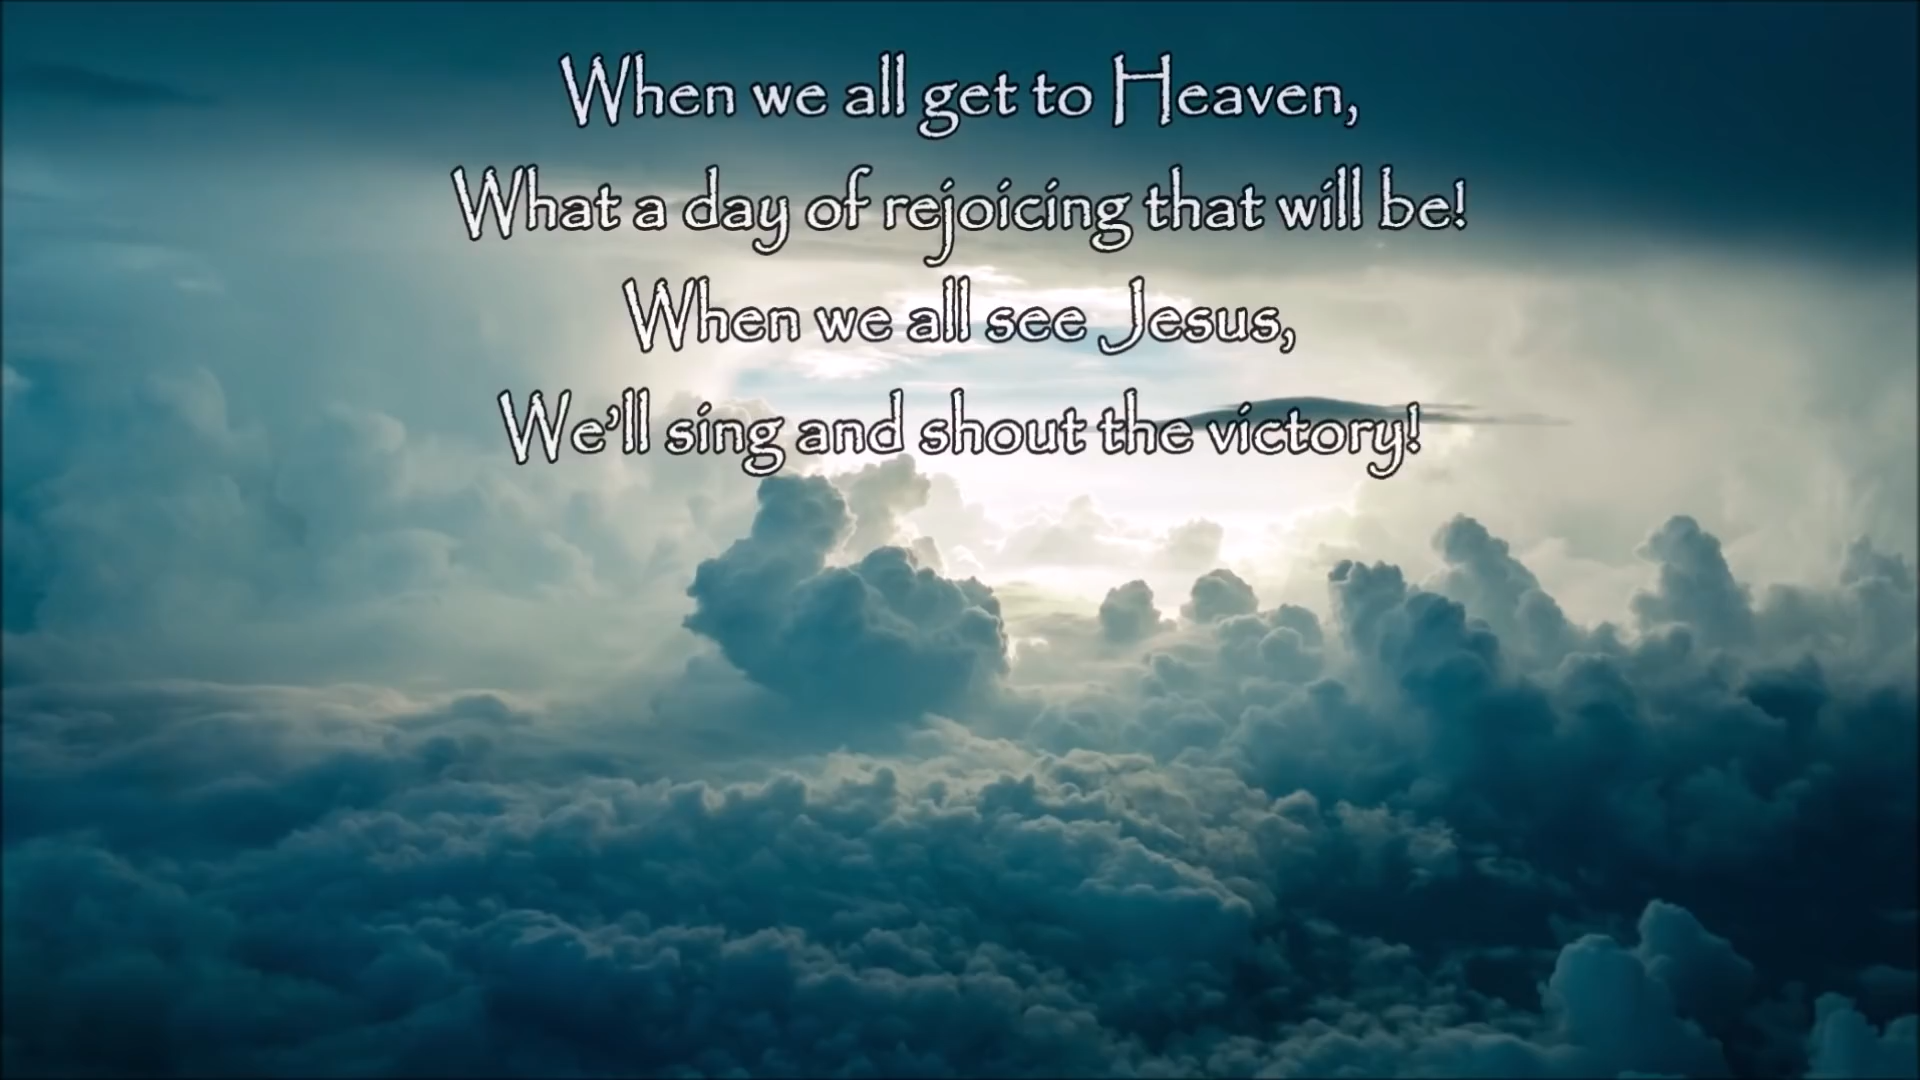 When we all get to Heaven,
What a day of rejoicing that will be!
When we all see Jesus,
We'll sing and shout the victory!